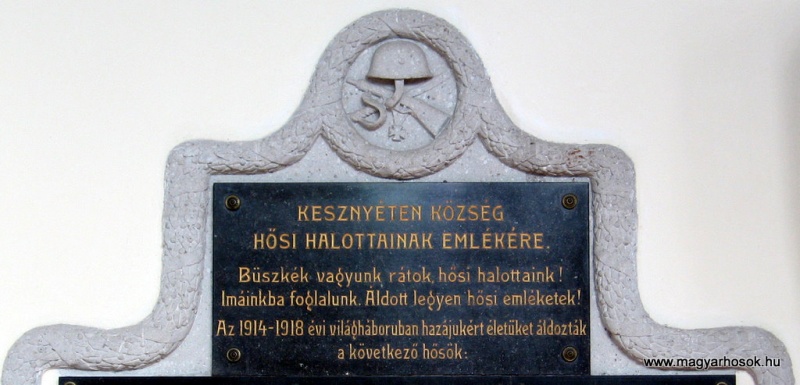 KESZNYÉTEN KÖZSÉG
HŐSI HALOTTAINAK EMLÉKÉRE.
Büszkék vagyunk rátok, hősi halottaink!
Imáinkba foglalunk. Áldott legyen hősi emléketek!
Az 1914-1918 évi világháboruban hazájukért életüket áldozták
a következő hősök:
www.magyarhosok.hu